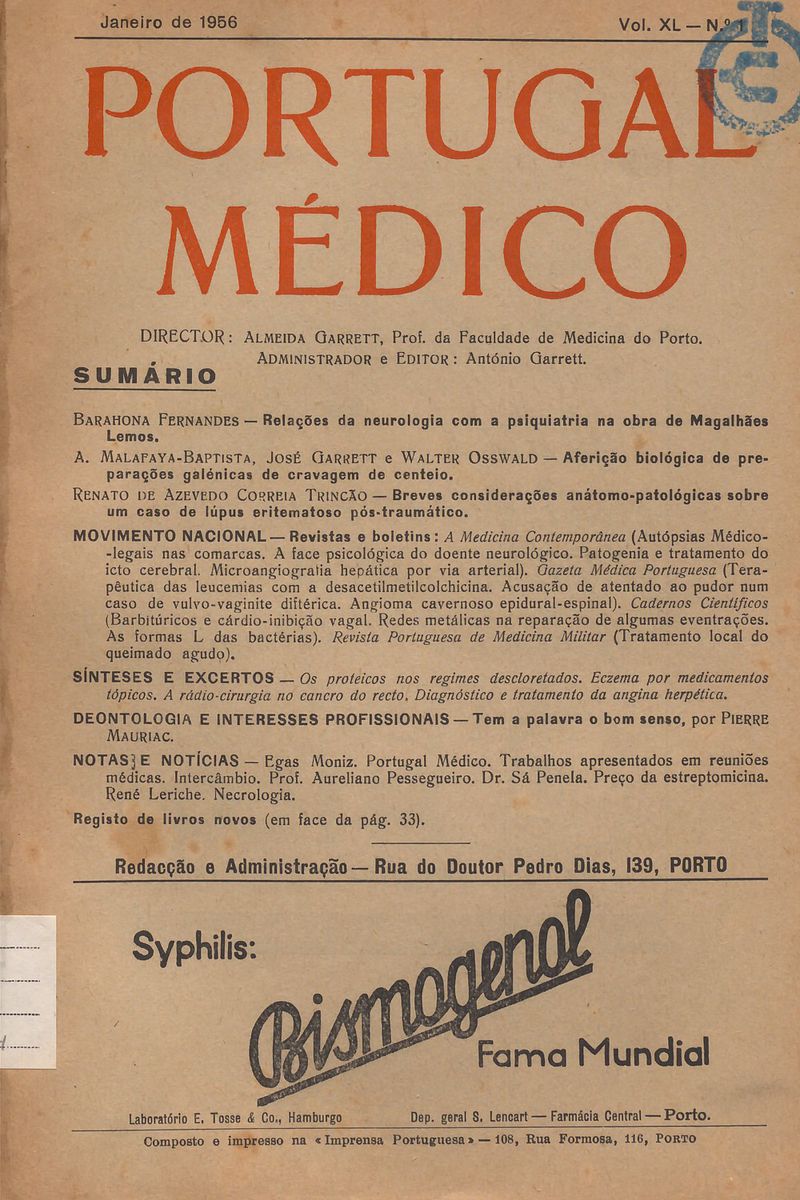 Janeiro de 1956 Vol. XL — N.º 1
PORTUGAL
MÉDICO
DIRECTOR: ALMEIDA GARRETT, Prof. da Faculdade de Medicina do Porto.
ADMINISTRADOR e EDITOR: António Garrett.
SUMÁRIO
BARAHONA FERNANDES — Relações da neurologia com a psiquiatria na obra de Magalhães
Lemos.
A. MALAFAYA-BAPTISTA, JOSÉ GARRETT e WALTER OSSWALD — Aferição biológica de pre-
parações galénicas de cravagem de centeio.
RENATO DE AZEVEDO CORREIA TRINCÃO — Breves considerações anátomo-patológicas sobre
um caso de lúpus eritematoso pós-traumático.
MOVIMENTO NACIONAL — Revistas e boletins: A Medicina Contemporânea (Autópsias Médico-
-legais nas comarcas. A face psicológica do doente neurológico. Patogenia e tratamento do
icto cerebral. Microangiografia hepática por via arterial). Gazeta Médica Portuguesa (Tera-
pêutica das leucemias com a desacetilmetilcolchicina. Acusação de atentado ao pudor num
caso de vulvo-vaginite diftérica. Angioma cavernoso epidural-espinal). Cadernos Científicos
(Barbitúricos e cárdio-inibição vagal. Redes metálicas na reparação de algumas eventrações.
As formas L das bactérias). Revista Portuguesa de Medicina Militar (Tratamento local do
queimado agudo).
SÍNTESES E EXCERTOS — Os proteicos nos regimes descloretados. Eczema por medicamentos
tópicos. A rádio-cirurgia no cancro do recto. Diagnóstico e tratamento da angina herpética.
DEONTOLOGIA E INTERESSES PROFISSIONAIS — Tem a palavra o bom senso, por PIERRE
MAURIAC.
NOTAS E NOTÍCIAS — Egas Moniz. Portugal Médico. Trabalhos apresentados em reuniões
médicas. Intercâmbio. Prof. Aureliano Pessegueiro. Dr. Sá Penela. Preço da estreptomicina.
René Leriche. Necrologia.
Registo de livros novos (em face da pág. 33).
Redacção e Administração — Rua do Doutor Pedro Dias, 139, PORTO
Syphilis:
Bismogenol
Fama Mundial
Laboratório E. Tosse & Co., Hamburgo Dep. geral S. Lencart — Farmácia Central — Porto.
Composto e impresso na «Imprensa Portuguesa» — 108, Rua Formosa, 116, PORTO